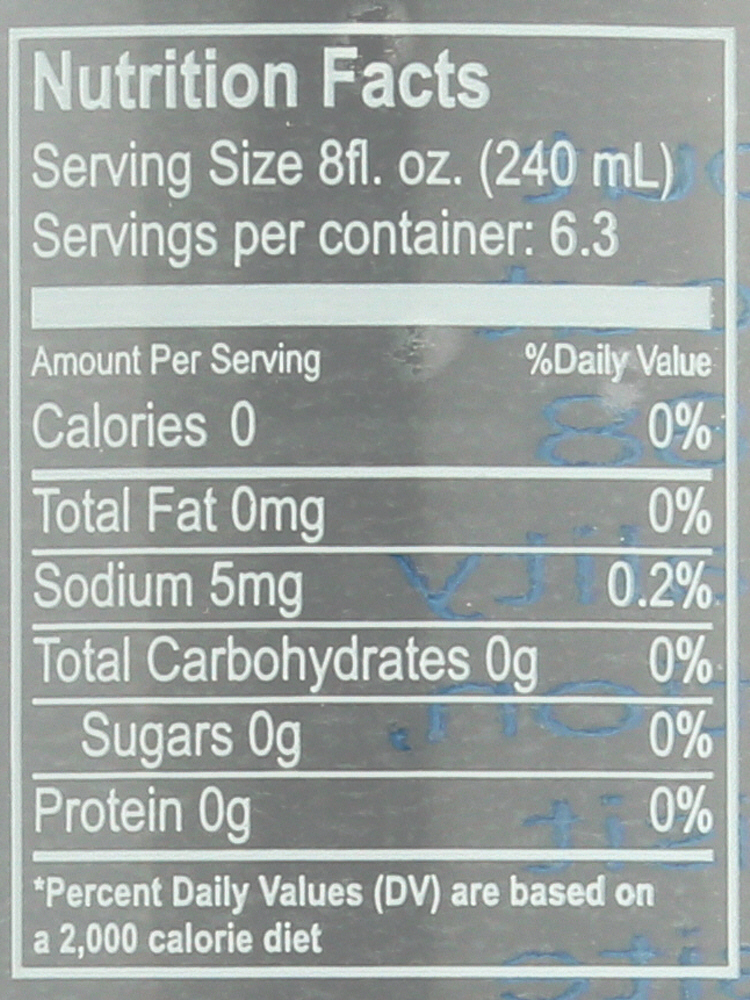 Nutrition Facts
Serving Size 8fl. oz. (240 mL)
Servings per container: 6.3
Amount Per Serving %Daily Value
Calories 0 0%
Total Fat 0mg 0%
Sodium 5mg 0.2%
Total Carbohydrates 0g 0%
Sugars 0g 0%
Protein 0g 0%
*Percent Daily Values (DV) are based on
a 2,000 calorie diet